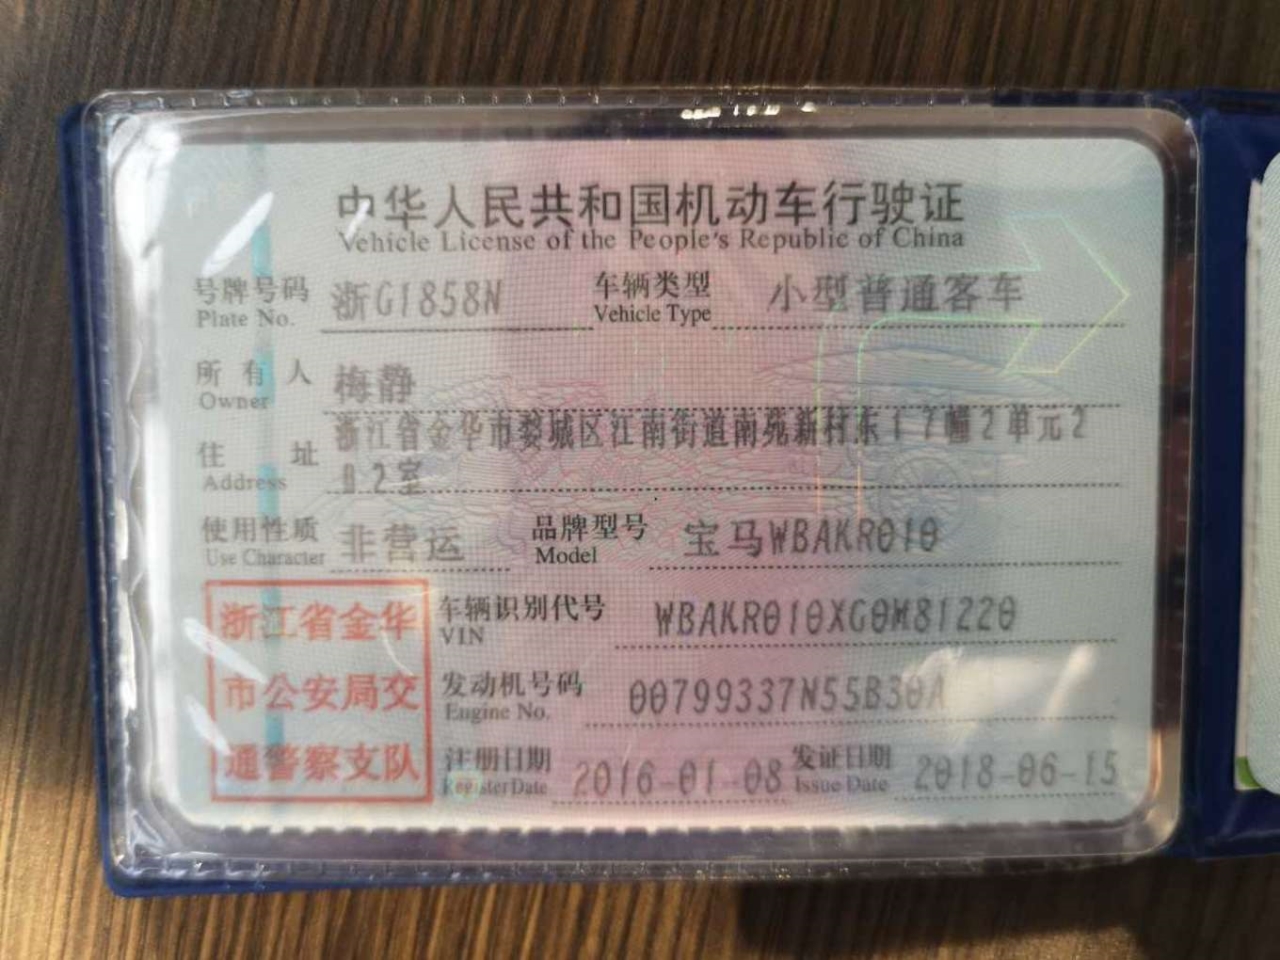 中华人民共和国机动车行驶证
Vehicle License of the People's Republic of China
号牌号码 浙G1858N 车辆类型 小型普通客车
Plate No. Vehicle Type
所有人 梅静
Owner
浙江省金华市婺城区江南街道南苑新村东17幢2单元2
住址 02室
Address
使用性质 非营运 品牌型号 宝马WBAKR010
Use Character Model
浙江省金华 车辆识别代号 WBAKR010XG0M81220
VIN
市公安局交 发动机号码 00799337N55B30A
Engine No.
通警察支队 注册日期 2016-01-08 发证日期 2018-06-15
Register Date Issue Date